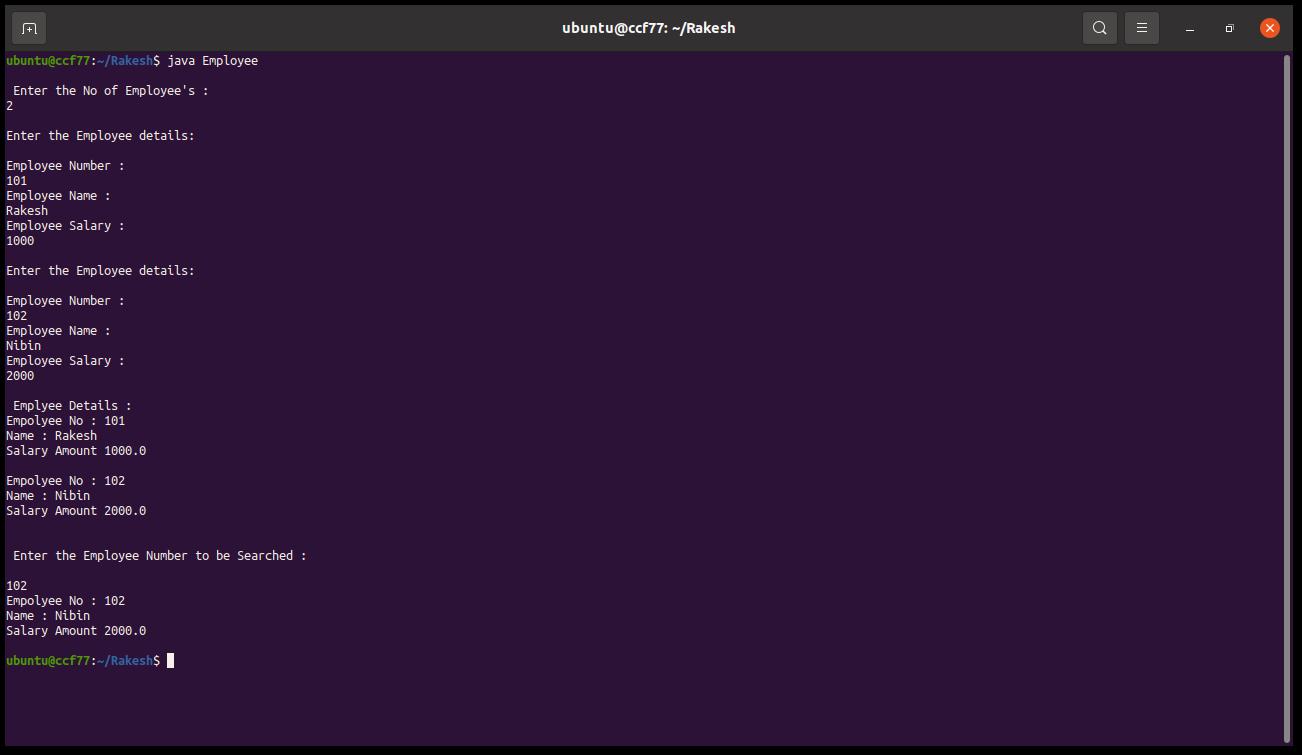 ubuntu@ccf77: ~/Rakesh
ubuntu@ccf77:~/Rakesh$ java Employee
Enter the No of Employee's :
2
Enter the Employee details:
Employee Number :
101
Employee Name :
Rakesh
Employee Salary :
1000
Enter the Employee details:
Employee Number :
102
Employee Name :
Nibin
Employee Salary :
2000
Emplyee Details :
Empolyee No : 101
Name : Rakesh
Salary Amount 1000.0
Empolyee No : 102
Name : Nibin
Salary Amount 2000.0
Enter the Employee Number to be Searched :
102
Empolyee No : 102
Name : Nibin
Salary Amount 2000.0
ubuntu@ccf77:~/Rakesh$